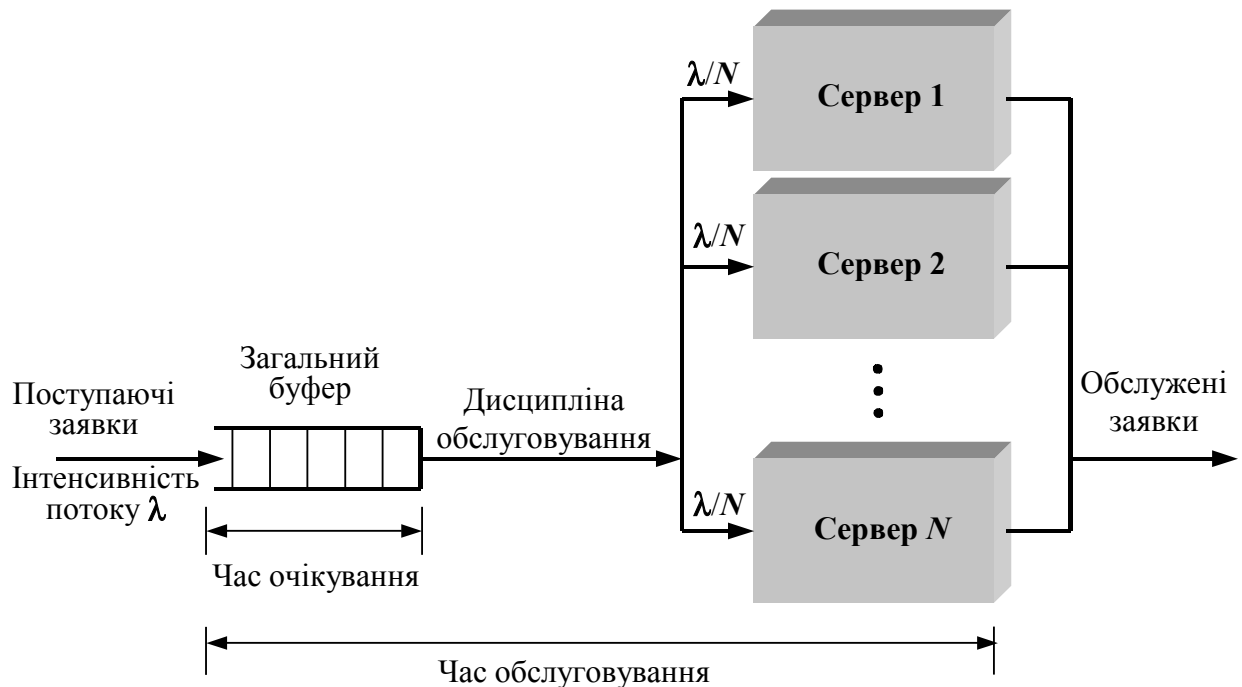 λ/N
Сервер 1
λ/N
Сервер 2
Загальний
буфер
Поступаючі
заявки
Дисципліна
обслуговування
Обслужені
заявки
Інтенсивність
потоку λ
λ/N
Сервер N
Час очікування
Час обслуговування